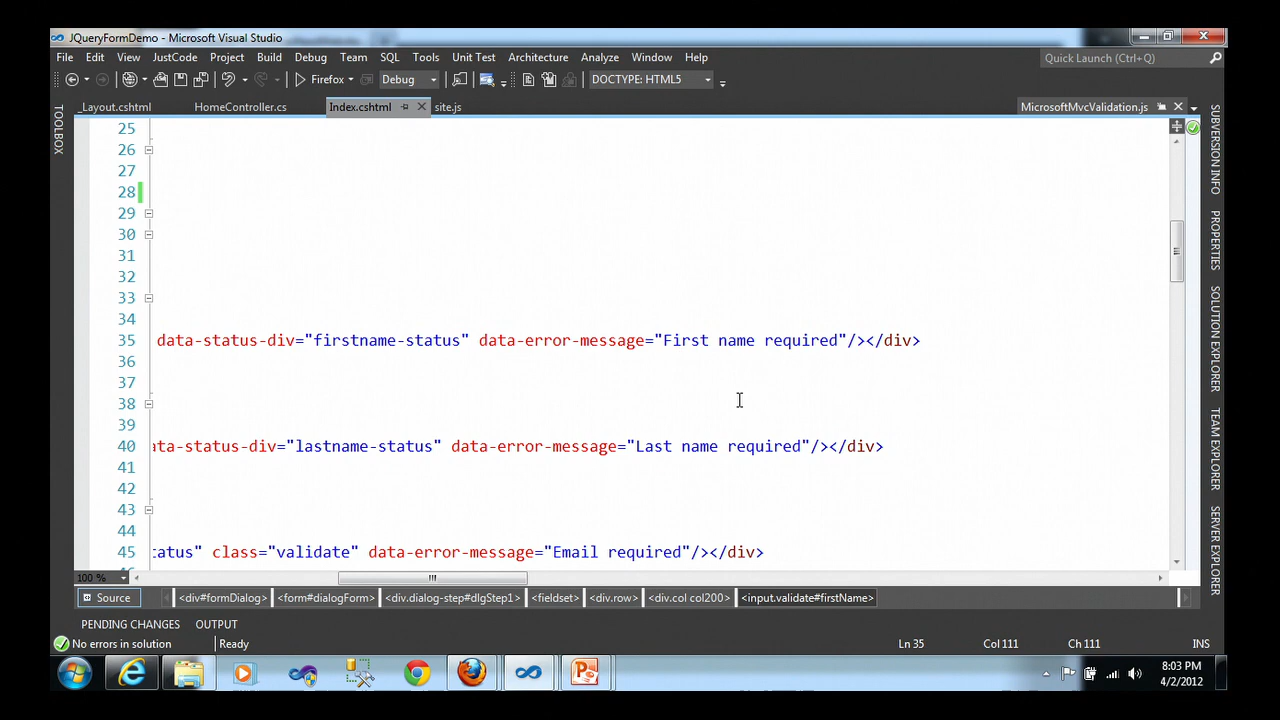 JQueryFormDemo - Microsoft Visual Studio
File Edit View JustCode Project Build Debug Team SQL Tools Unit Test Architecture Analyze Window Help
Quick Launch (Ctrl+Q)
Firefox Debug DOCTYPE: HTML5
_Layout.cshtml HomeController.cs Index.cshtml site.js MicrosoftMvcValidation.js
TOOLBOX
25
26
27
28
29
30
31
32
33
34
35 data-status-div="firstname-status" data-error-message="First name required"/></div>
36
37
38
39
40 ata-status-div="lastname-status" data-error-message="Last name required"/></div>
41
42
43
44
45 tatus" class="validate" data-error-message="Email required"/></div>
SUBVERSION INFO
PROPERTIES
SOLUTION EXPLORER
TEAM EXPLORER
SERVER EXPLORER
100 %
Source <div#formDialog> <form#dialogForm> <div.dialog-step#dlgStep1> <fieldset> <div.row> <div.col col200> <input.validate#firstName>
PENDING CHANGES OUTPUT
No errors in solution Ready Ln 35 Col 111 Ch 111 INS
8:03 PM
4/2/2012